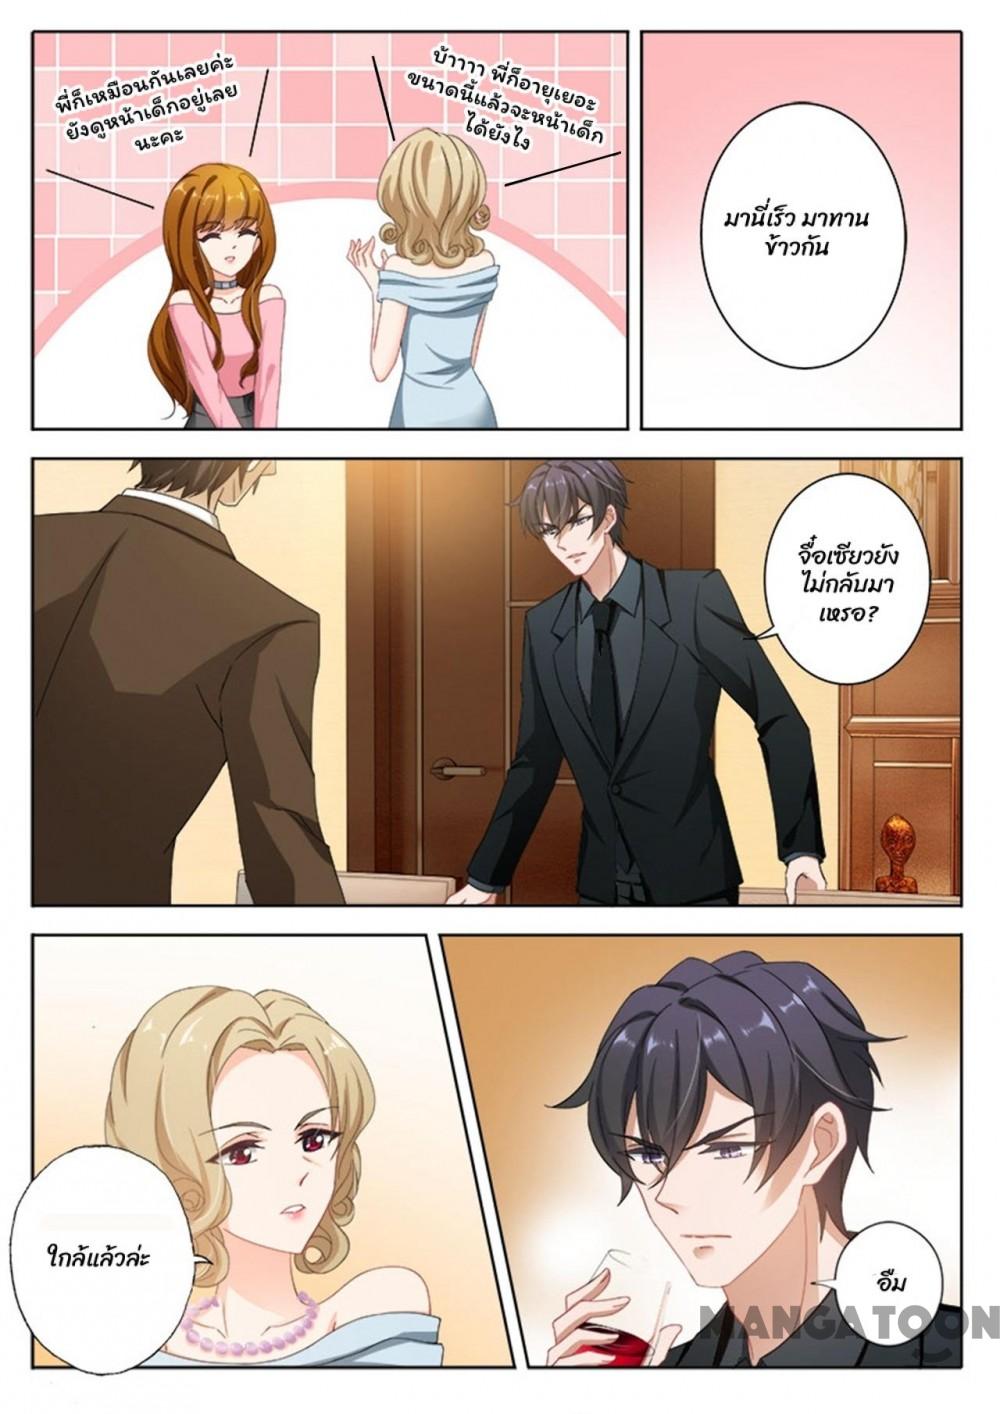 พี่ก็เหมือนกันเลยค่ะ
ยังดูหน้าเด็กอยู่เลย
นะคะ
บ้าาาา พี่ก็อายุเยอะ
ขนาดนี้แล้วจะหน้าเด็ก
ได้ยังไง
มานี่เร็ว มาทาน
ข้าวกัน
จื่อเซียวยัง
ไม่กลับมา
เหรอ?
ใกล้แล้วล่ะ
อืม
MANGATOON